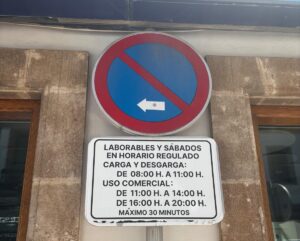 LABORABLES Y SÁBADOS
EN HORARIO REGULADO
CARGA Y DESGARGA:
DE 08:00 H. A 11:00 H.
USO COMERCIAL:
DE 11:00 H. A 14:00 H.
DE 16:00 H. A 20:00 H.
MÁXIMO 30 MINUTOS